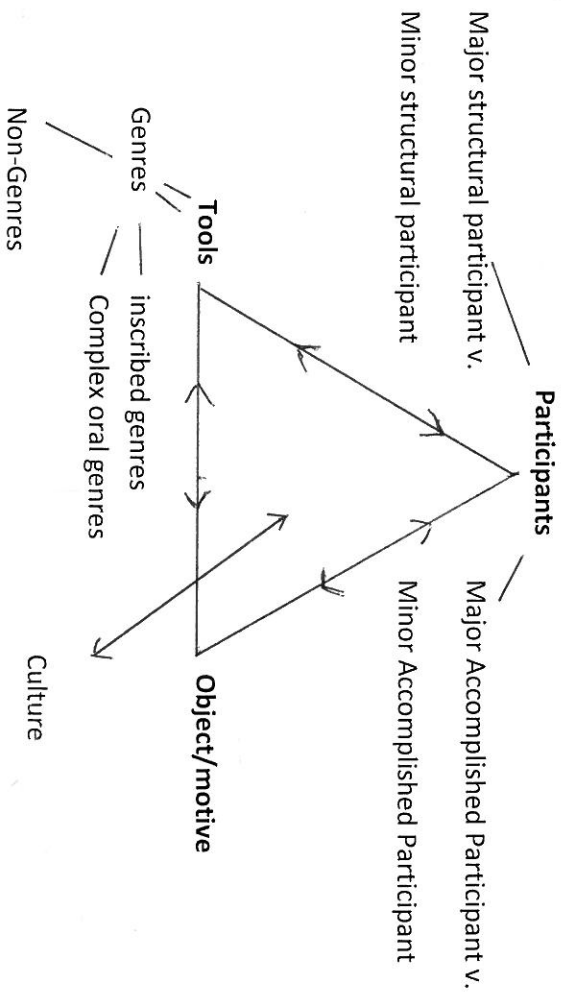 Participants
Major structural participant v.
Minor structural participant
Major Accomplished Participant v.
Minor Accomplished Participant
Tools
Object/motive
Genres
inscribed genres
Complex oral genres
Non-Genres
Culture